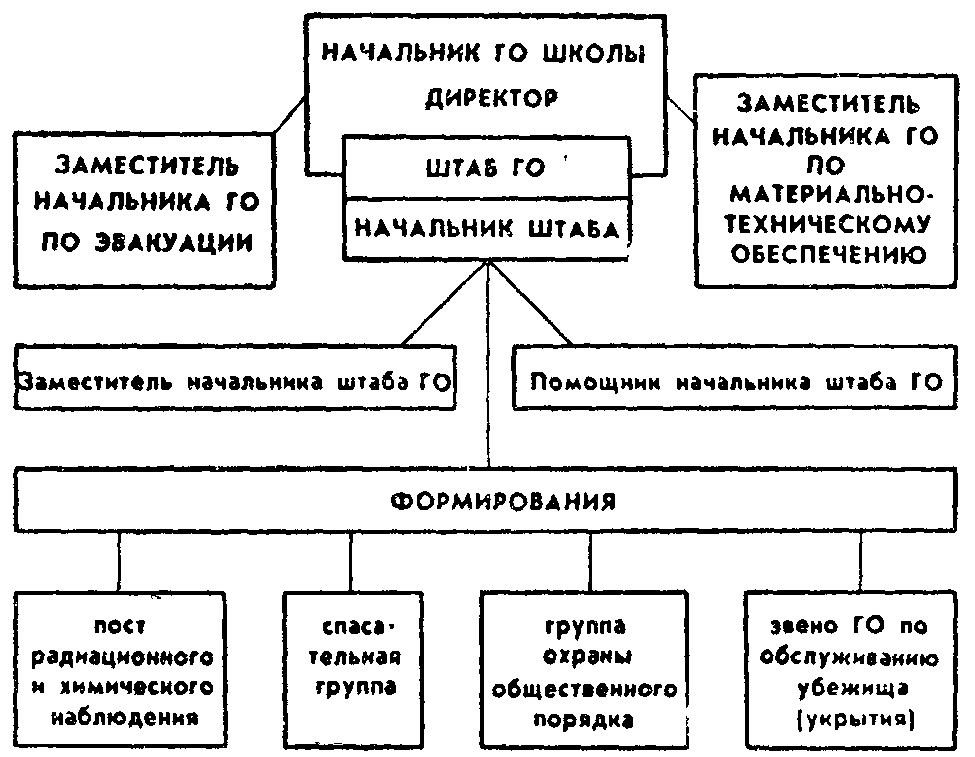 НАЧАЛЬНИК ГО ШКОЛЫ
ДИРЕКТОР
ШТАБ ГО
НАЧАЛЬНИК ШТАБА
ЗАМЕСТИТЕЛЬ
НАЧАЛЬНИКА ГО
ПО ЭВАКУАЦИИ
ЗАМЕСТИТЕЛЬ
НАЧАЛЬНИКА ГО
ПО
МАТЕРИАЛЬНО-
ТЕХНИЧЕСКОМУ
ОБЕСПЕЧЕНИЮ
Заместитель начальника штаба ГО
Помощник начальника штаба ГО
ФОРМИРОВАНИЯ
пост
радиационного
и химического
наблюдения
спаса-
тельная
группа
группа
охраны
общественного
порядка
звено ГО по
обслуживанию
убежища
(укрытия)